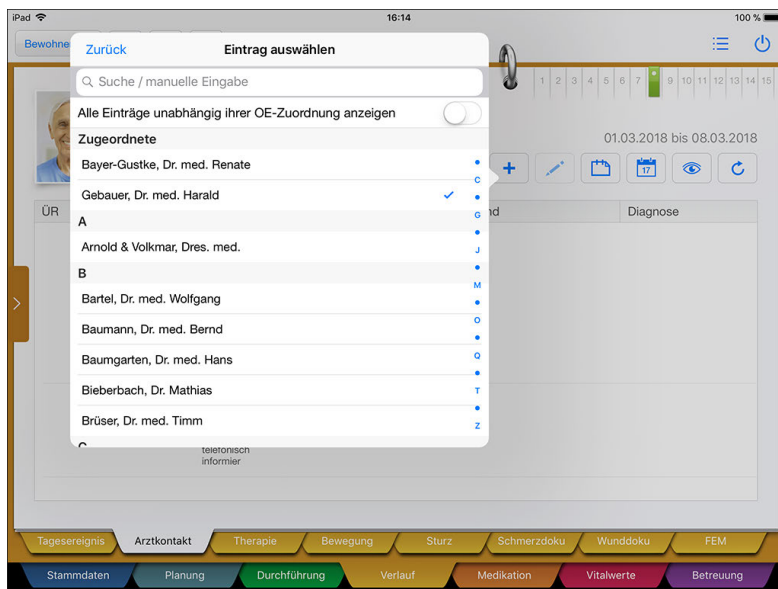 iPad 16:14 100 %
Bewohne
Zurück Eintrag auswählen
Suche / manuelle Eingabe
1 2 3 4 5 6 7 9 10 11 12 13 14 15
Alle Einträge unabhängig ihrer OE-Zuordnung anzeigen
Zugeordnete
01.03.2018 bis 08.03.2018
Bayer-Gustke, Dr. med. Renate
17
C
Gebauer, Dr. med. Harald
ÜR nd Diagnose
G
A
Arnold & Volkmar, Dres. med.
J
B
M
Bartel, Dr. med. Wolfgang
O
Baumann, Dr. med. Bernd
Baumgarten, Dr. med. Hans
Q
Bieberbach, Dr. Mathias
T
Brüser, Dr. med. Timm
Z
C
telefonisch
informier
Tagesereignis Arztkontakt Therapie Bewegung Sturz Schmerzdoku Wunddoku FEM
Stammdaten Planung Durchführung Verlauf Medikation Vitalwerte Betreuung